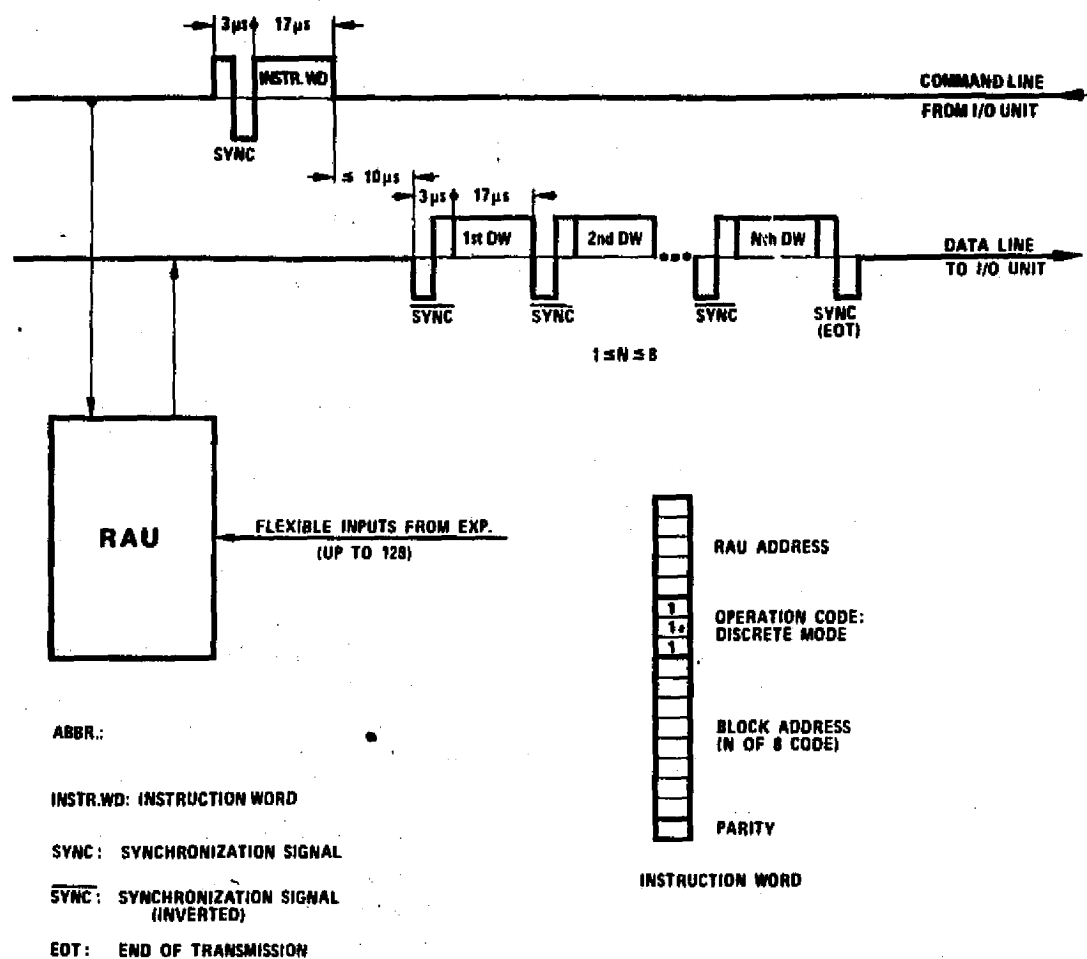 3μs 17μs
INSTR. WD
COMMAND LINE
FROM I/O UNIT
SYNC
≤ 10μs
3μs 17μs
1st DW 2nd DW ••• Nth DW
DATA LINE
TO I/O UNIT
SYNC SYNC SYNC SYNC
(EOT)
1 ≤ N ≤ 8
RAU
FLEXIBLE INPUTS FROM EXP.
(UP TO 128)
RAU ADDRESS
1
1
1
OPERATION CODE:
DISCRETE MODE
BLOCK ADDRESS
(N OF 8 CODE)
PARITY
INSTRUCTION WORD
ABBR.:
INSTR.WD: INSTRUCTION WORD
SYNC: SYNCHRONIZATION SIGNAL
SYNC: SYNCHRONIZATION SIGNAL
(INVERTED)
EOT: END OF TRANSMISSION